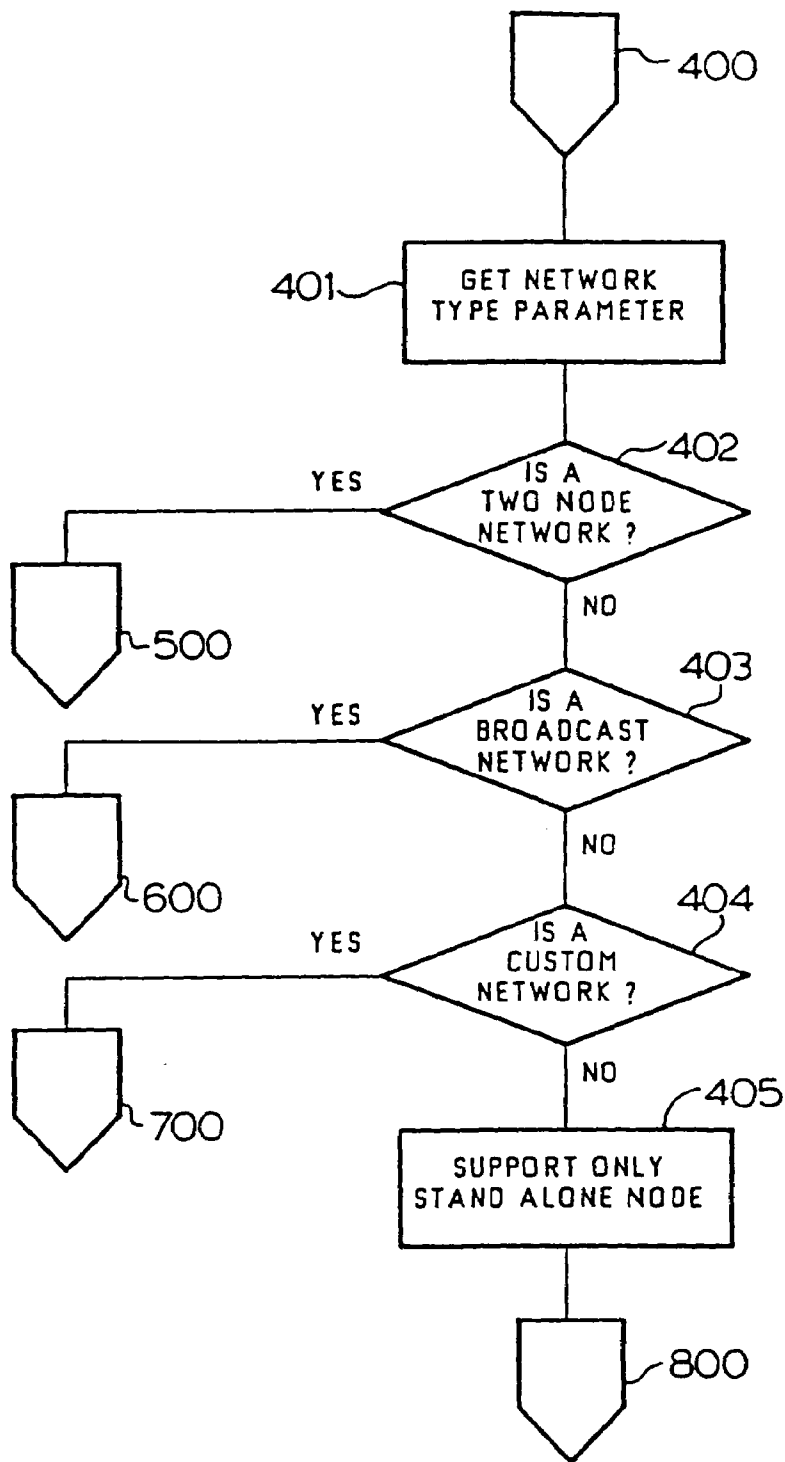 400
401
GET NETWORK
TYPE PARAMETER
402
IS A
TWO NODE
NETWORK ?
YES
NO
500
403
IS A
BROADCAST
NETWORK ?
YES
NO
600
404
IS A
CUSTOM
NETWORK ?
YES
NO
700
405
SUPPORT ONLY
STAND ALONE NODE
800